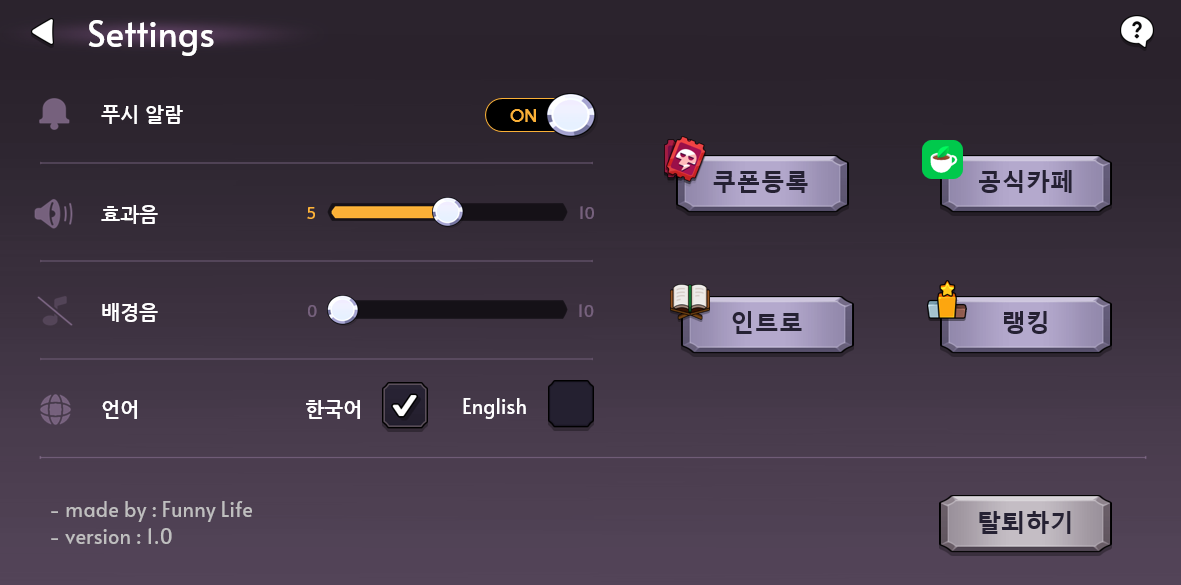 Settings
?
푸시 알람
ON
효과음
5
10
배경음
0
10
언어
한국어
English
쿠폰등록
공식카페
인트로
랭킹
- made by : Funny Life
- version : 1.0
탈퇴하기